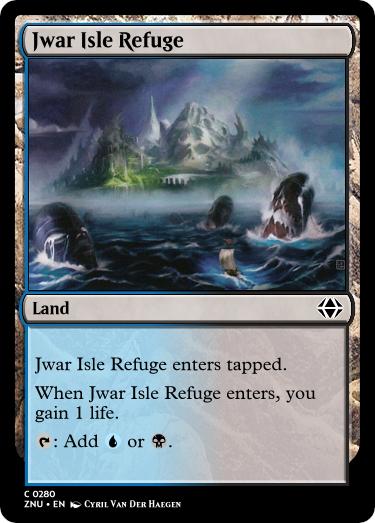 Jwar Isle Refuge
Land
Jwar Isle Refuge enters tapped.
When Jwar Isle Refuge enters, you
gain 1 life.
: Add or .
C 0280
ZNU • EN Cyril Van Der Haegen